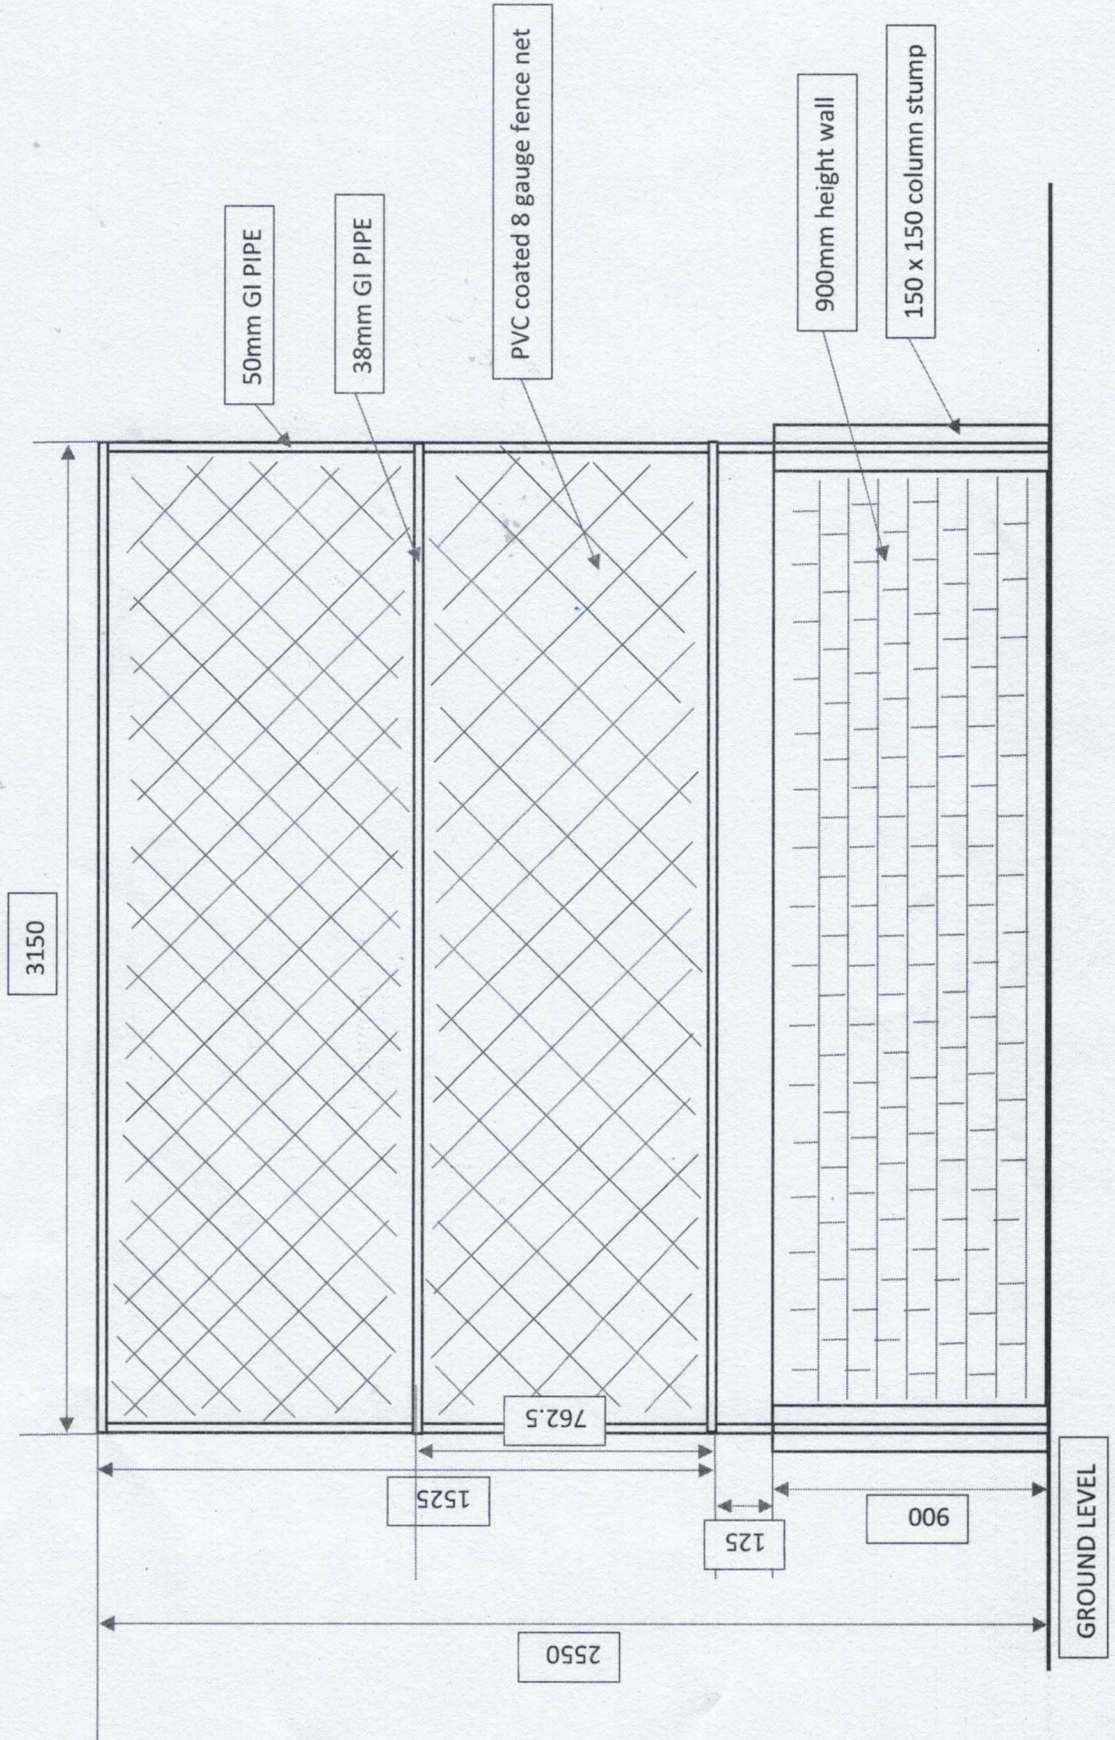 3150
50mm GI PIPE
38mm GI PIPE
PVC coated 8 gauge fence net
900mm height wall
150 x 150 column stump
762.5
1525
125
900
2550
GROUND LEVEL